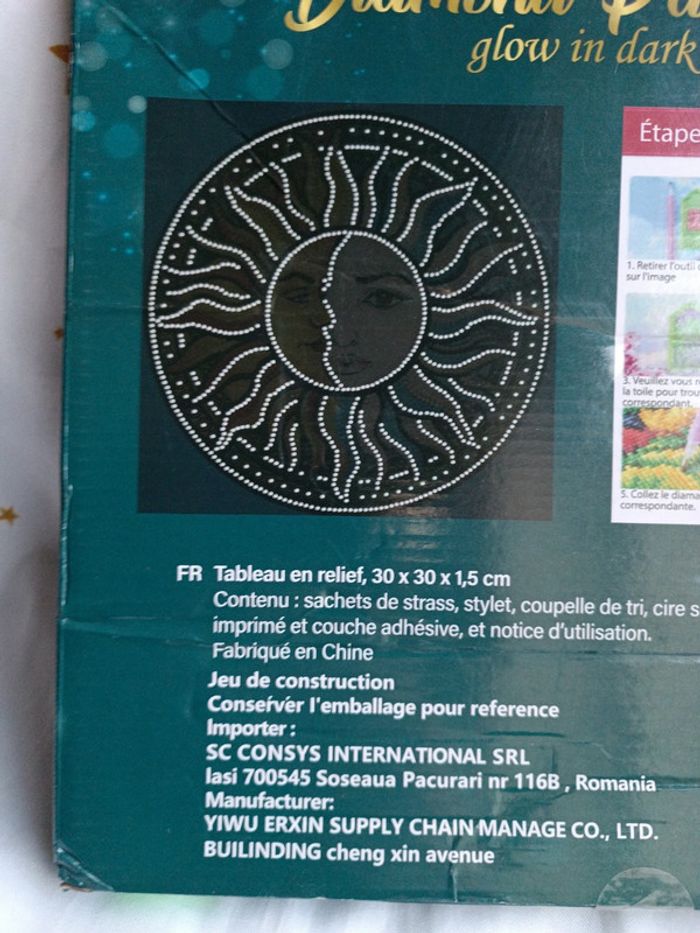 Diamond Pa
glow in dark
Étape
1. Retirer l'outil
sur l'image
3. Veuillez vous
la toile pour trou
correspondant.
5. Collez le diama
correspondante.
FR Tableau en relief, 30 x 30 x 1,5 cm
Contenu : sachets de strass, stylet, coupelle de tri, cire s
imprimé et couche adhésive, et notice d'utilisation.
Fabriqué en Chine
Jeu de construction
Conseŕvér l'emballage pour reference
Importer :
SC CONSYS INTERNATIONAL SRL
Iasi 700545 Soseaua Pacurari nr 116B , Romania
Manufacturer:
YIWU ERXIN SUPPLY CHAIN MANAGE CO., LTD.
BUILINDING cheng xin avenue